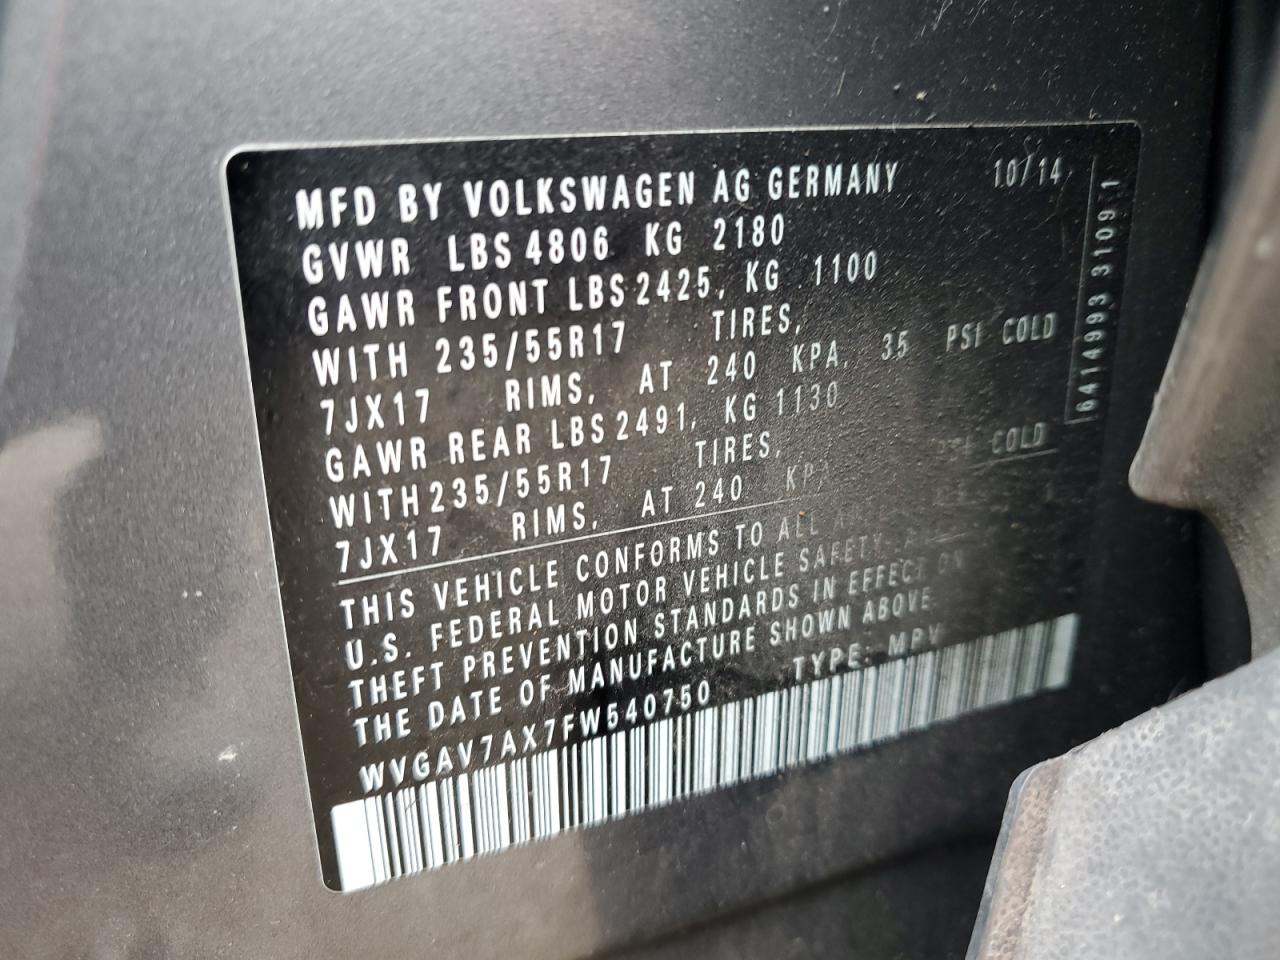 MFD BY VOLKSWAGEN AG GERMANY 10/14
GVWR LBS 4806 KG 2180
GAWR FRONT LBS 2425, KG 1100
WITH 235/55R17 TIRES,
7JX17 RIMS, AT 240 KPA, 35 PSI COLD
GAWR REAR LBS 2491, KG 1130
WITH 235/55R17 TIRES,
7JX17 RIMS, AT 240 PSI COLD
THIS VEHICLE CONFORMS TO ALL
U.S. FEDERAL MOTOR VEHICLE SAFETY
THEFT PREVENTION STANDARDS IN EFFECT ON
THE DATE OF MANUFACTURE SHOWN ABOVE.
WVGAV7AX7FW540750 TYPE: MPV
6414993 31091